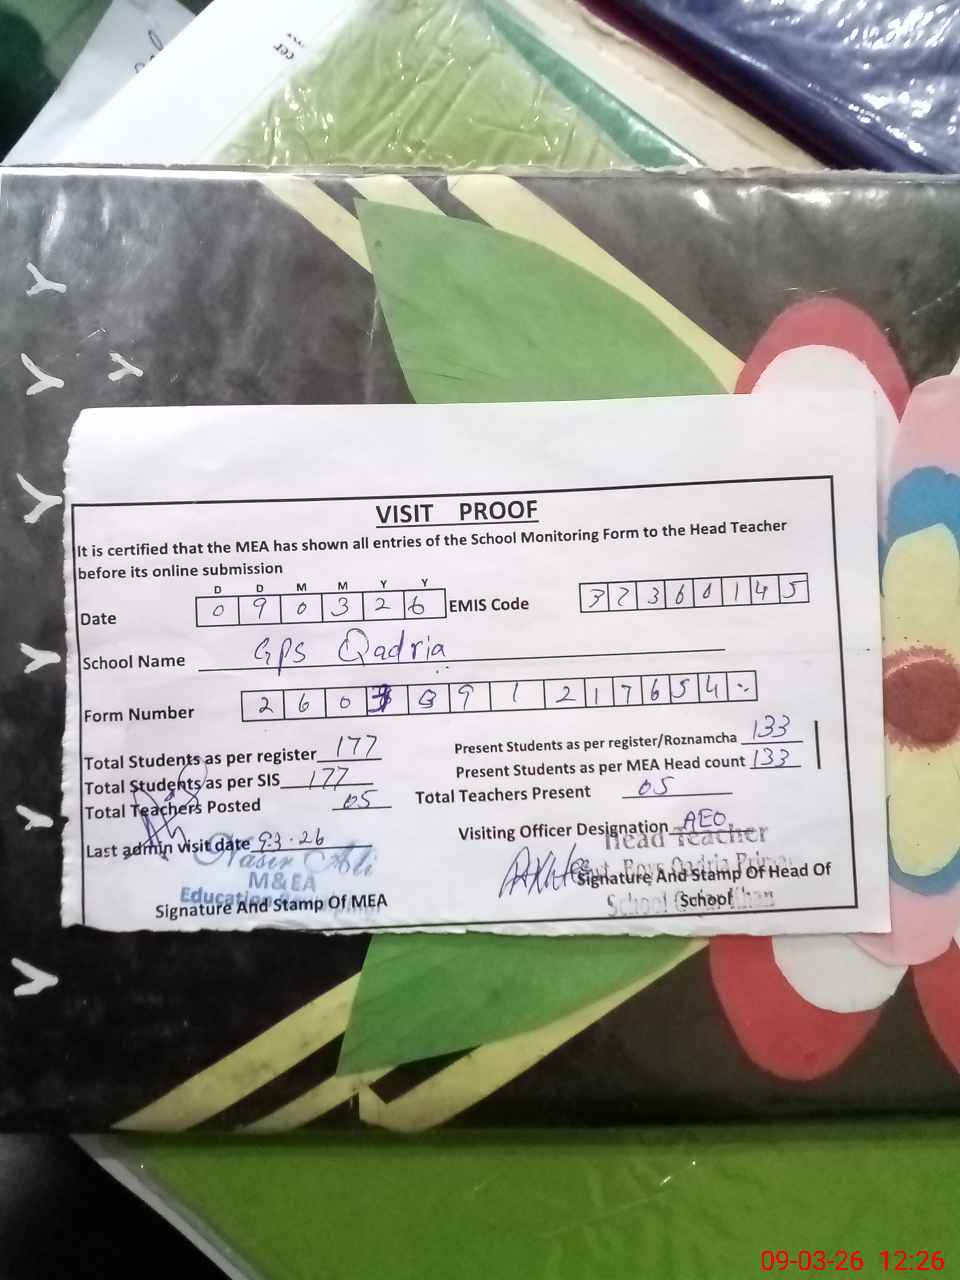 VISIT PROOF
It is certified that the MEA has shown all entries of the School Monitoring Form to the Head Teacher
before its online submission
D D M M Y Y
Date 0 9 0 3 2 6 EMIS Code 3 7 3 6 0 1 4 5
School Name GPS Qadria
Form Number 2 6 0 3 0 9 1 2 1 7 6 5 4
Total Students as per register 177 Present Students as per register/Roznamcha 133
Total Students as per SIS 177 Present Students as per MEA Head count 133
Total Teachers Posted 05 Total Teachers Present 05
Last admin visit date 9.3.26 Visiting Officer Designation AEO
Nasir Ali
M&EA
Education
Signature And Stamp Of MEA
Head Teacher
Boys Qadria
School
Signature And Stamp Of Head Of
School
Y
Y
Y
Y
Y
Y
Y
09-03-26 12:26